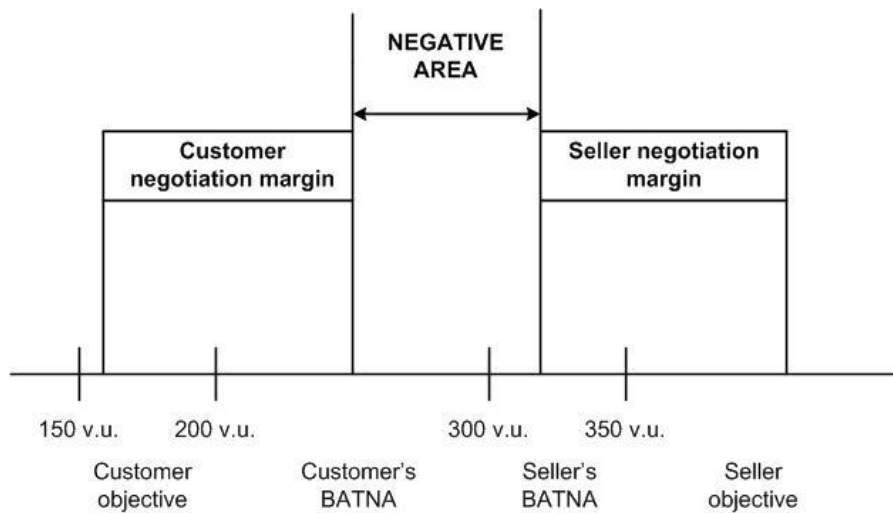 NEGATIVE
AREA
Customer
negotiation margin
Seller negotiation
margin
150 v.u.
200 v.u.
300 v.u.
350 v.u.
Customer
objective
Customer's
BATNA
Seller's
BATNA
Seller
objective